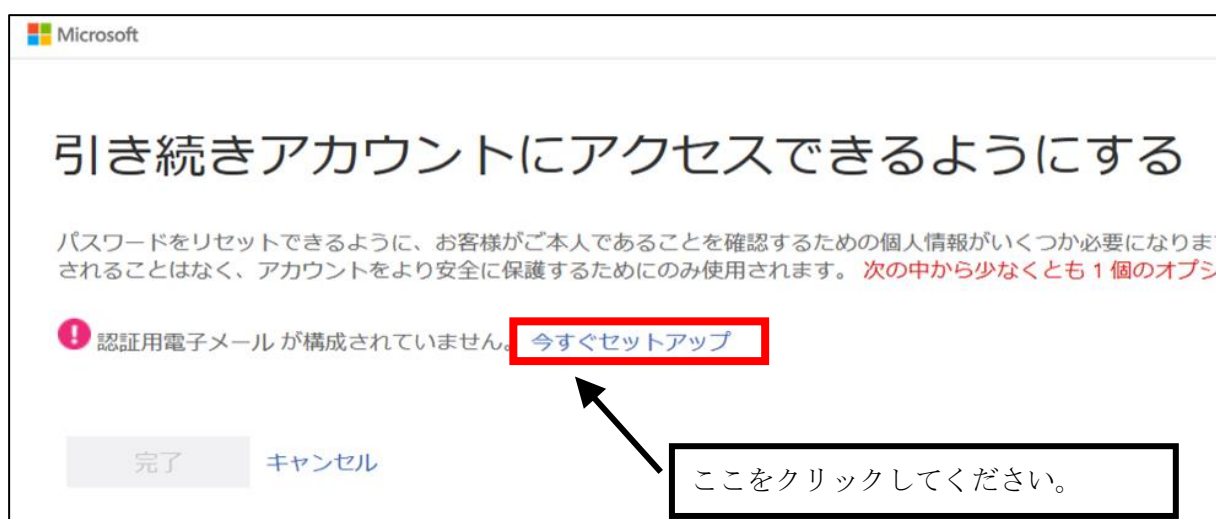 Microsoft
引き続きアカウントにアクセスできるようにする
パスワードをリセットできるように、お客様がご本人であることを確認するための個人情報がいくつか必要になりま
されることはなく、アカウントをより安全に保護するためにのみ使用されます。 次の中から少なくとも 1 個のオプシ
認証用電子メール が構成されていません。 今すぐセットアップ
完了 キャンセル
ここをクリックしてください。